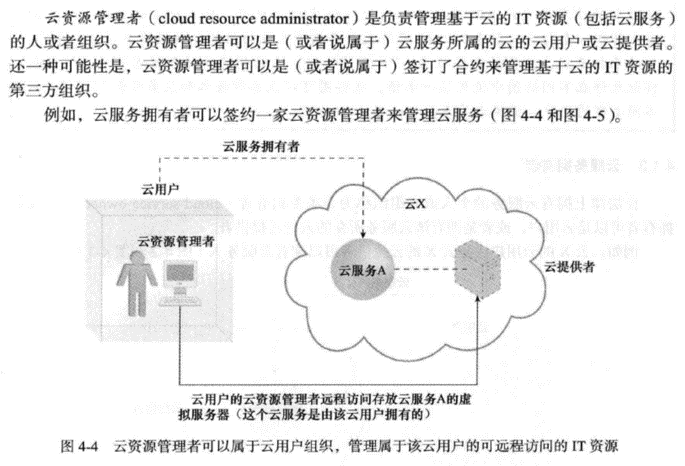 云资源管理者(cloud resource administrator)是负责管理基于云的IT资源(包括云服务)
的人或者组织。云资源管理者可以是(或者说属于)云服务所属的云的云用户或云提供者。
还一种可能性是,云资源管理者可以是(或者说属于)签订了合约来管理基于云的IT资源的
第三方组织。
例如,云服务拥有者可以签约一家云资源管理者来管理云服务(图4-4和图4-5)。
云服务拥有者
云用户
云X
云资源管理者
云服务A
云提供者
云用户的云资源管理者远程访问存放云服务A的虚
拟服务器(这个云服务是由该云用户拥有的)
图 4-4 云资源管理者可以属于云用户组织,管理属于该云用户的可远程访问的 IT 资源